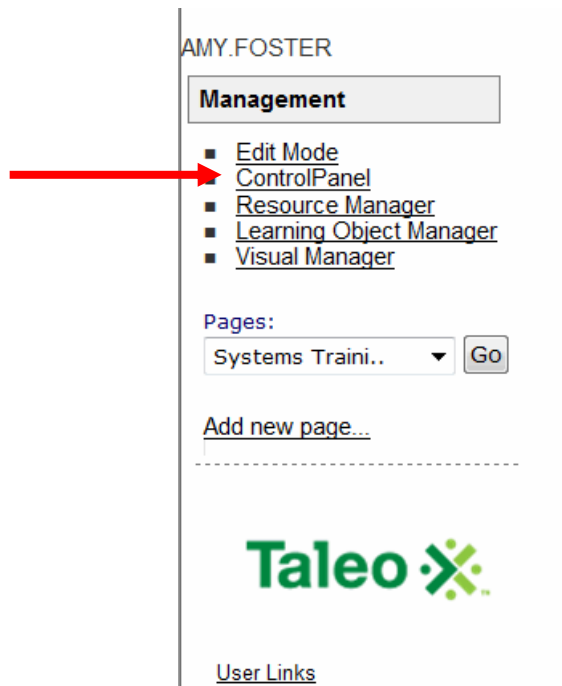 AMY.FOSTER
Management
Edit Mode
ControlPanel
Resource Manager
Learning Object Manager
Visual Manager
Pages:
Systems Traini..
Go
Add new page...
Taleo
TM
User Links